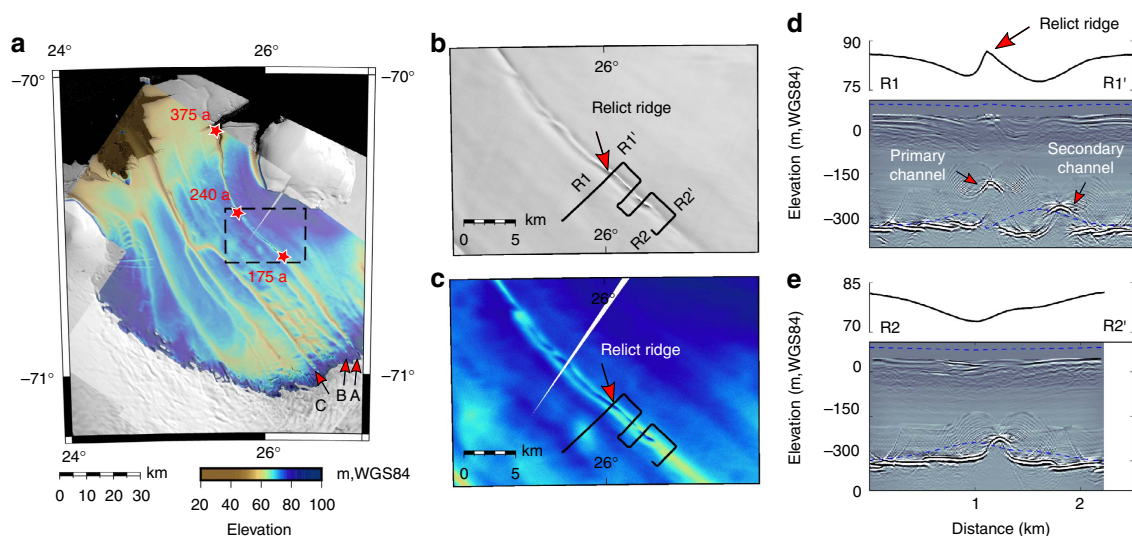 a
24°
26°
–70°
–70°
375 a
240 a
175 a
–71°
–71°
C
B A
24°
26°
km
0 10 20 30
m,WGS84
20 40 60 80 100
Elevation
b
26°
Relict ridge
R1
R1'
R2
R2'
km
0 5
26°
c
26°
Relict ridge
km
0 5
26°
d
Relict ridge
90
75
R1
R1'
Elevation (m,WGS84)
0
–150
–300
Primary
channel
Secondary
channel
e
85
70
R2
R2'
Elevation (m,WGS84)
0
–150
–300
0
1
2
Distance (km)